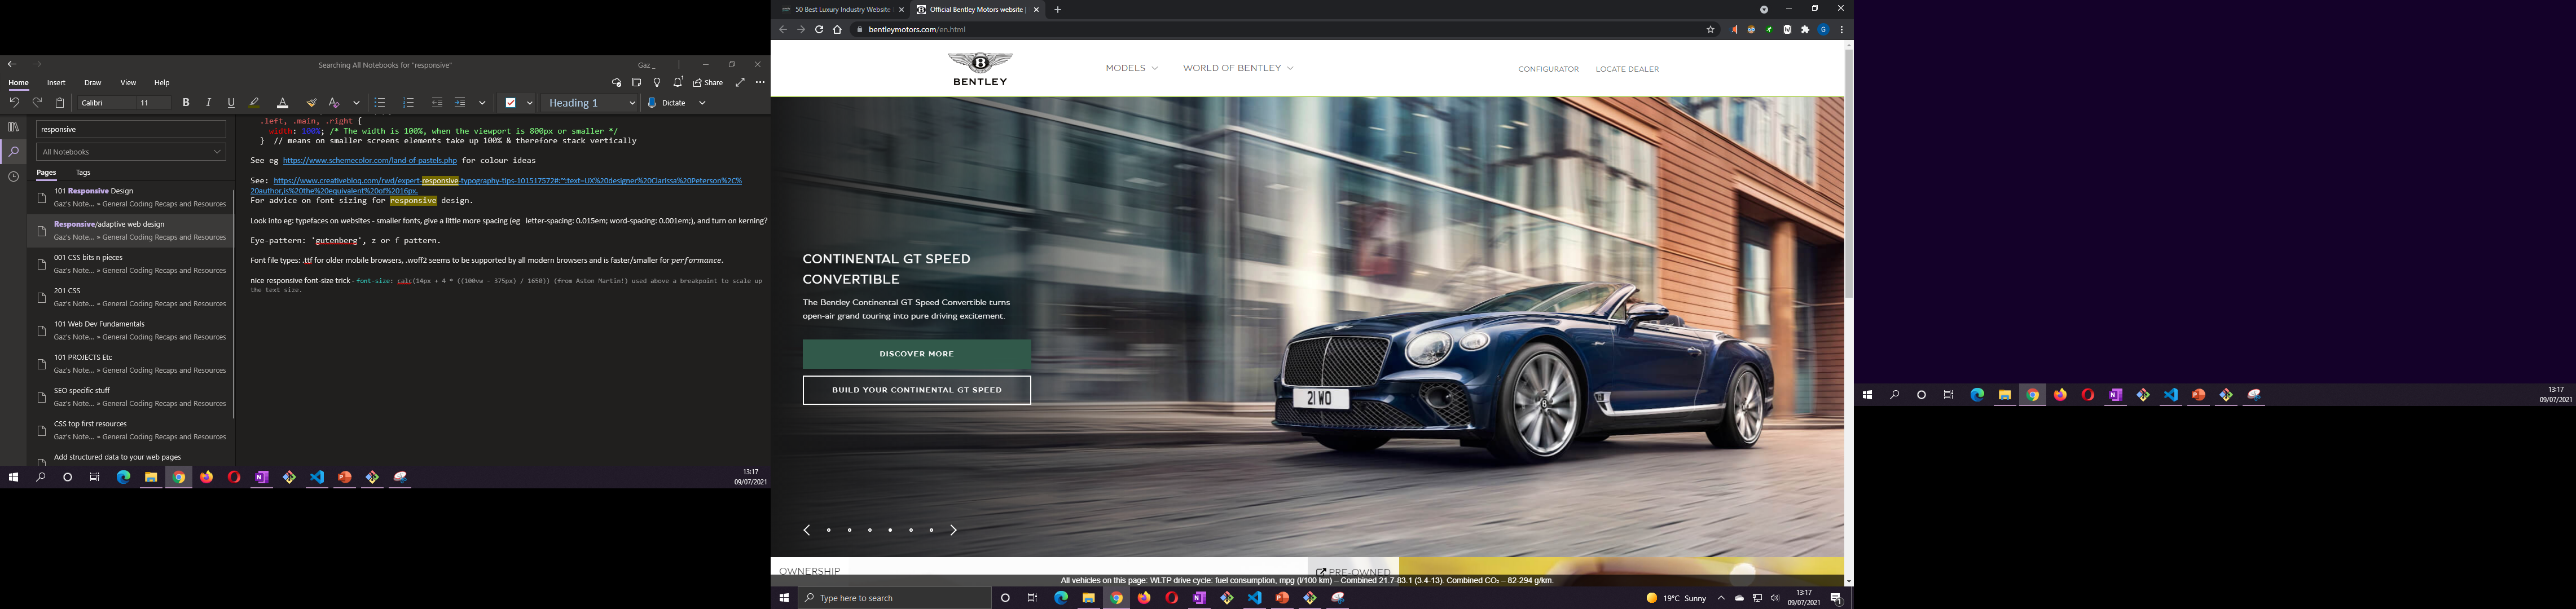 Searching All Notebooks for "responsive"
Gaz _
Home Insert Draw View Help
Share
Calibri 11 B I U A
Heading 1
Dictate
responsive
All Notebooks
Pages Tags
101 Responsive Design
Gaz's Note... » General Coding Recaps and Resources
Responsive/adaptive web design
Gaz's Note... » General Coding Recaps and Resources
001 CSS bits n pieces
Gaz's Note... » General Coding Recaps and Resources
201 CSS
Gaz's Note... » General Coding Recaps and Resources
101 Web Dev Fundamentals
Gaz's Note... » General Coding Recaps and Resources
101 PROJECTS Etc
Gaz's Note... » General Coding Recaps and Resources
SEO specific stuff
Gaz's Note... » General Coding Recaps and Resources
CSS top first resources
Gaz's Note... » General Coding Recaps and Resources
Add structured data to your web pages
.left, .main, .right {
width: 100%; /* The width is 100%, when the viewport is 800px or smaller */
} // means on smaller screens elements take up 100% & therefore stack vertically
See eg https://www.schemecolor.com/land-of-pastels.php for colour ideas
See: https://www.creativebloq.com/rwd/expert-responsive-typography-tips-101517572#:~:text=UX%20designer%20Clarissa%20Peterson%2C%
20author,is%20the%20equivalent%20of%2016px.
For advice on font sizing for responsive design.
Look into eg: typefaces on websites - smaller fonts, give a little more spacing (eg letter-spacing: 0.015em; word-spacing: 0.001em;), and turn on kerning?
Eye-pattern: 'gutenberg', z or f pattern.
Font file types: .ttf for older mobile browsers, .woff2 seems to be supported by all modern browsers and is faster/smaller for performance.
nice responsive font-size trick - font-size: calc(14px + 4 * ((100vw - 375px) / 1650)) (from Aston Martin!) used above a breakpoint to scale up
the text size.
13:17
09/07/2021
50 Best Luxury Industry Website
Official Bentley Motors website |
bentleymotors.com/en.html
G
B
BENTLEY
MODELS
WORLD OF BENTLEY
CONFIGURATOR
LOCATE DEALER
CONTINENTAL GT SPEED
CONVERTIBLE
The Bentley Continental GT Speed Convertible turns
open-air grand touring into pure driving excitement.
DISCOVER MORE
BUILD YOUR CONTINENTAL GT SPEED
21 WO
OWNERSHIP
PRE-OWNED
All vehicles on this page: WLTP drive cycle: fuel consumption, mpg (l/100 km) – Combined 21.7-83.1 (3.4-13). Combined CO₂ – 82-294 g/km.
Type here to search
19°C Sunny
13:17
09/07/2021
1
13:17
09/07/2021